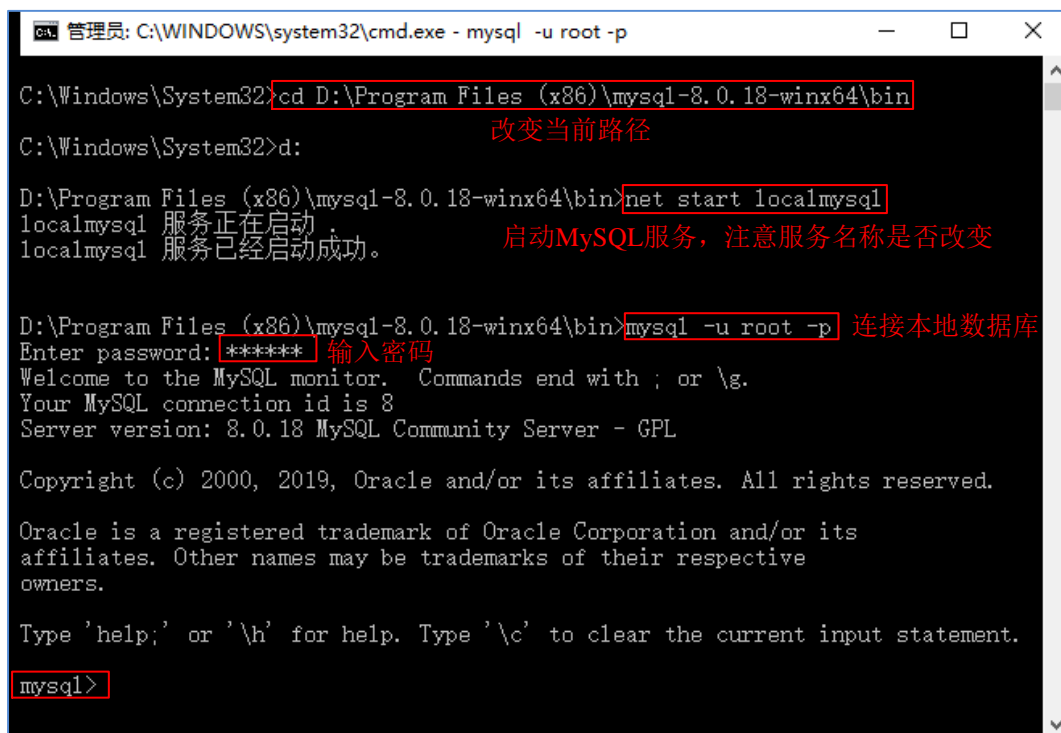 管理员: C:\WINDOWS\system32\cmd.exe - mysql -u root -p
C:\Windows\System32>cd D:\Program Files (x86)\mysql-8.0.18-winx64\bin
改变当前路径
C:\Windows\System32>d:
D:\Program Files (x86)\mysql-8.0.18-winx64\bin>net start localmysql
localmysql 服务正在启动 .
localmysql 服务已经启动成功。
启动MySQL服务，注意服务名称是否改变
D:\Program Files (x86)\mysql-8.0.18-winx64\bin>mysql -u root -p 连接本地数据库
Enter password: ****** 输入密码
Welcome to the MySQL monitor.  Commands end with ; or \g.
Your MySQL connection id is 8
Server version: 8.0.18 MySQL Community Server - GPL
Copyright (c) 2000, 2019, Oracle and/or its affiliates. All rights reserved.
Oracle is a registered trademark of Oracle Corporation and/or its
affiliates. Other names may be trademarks of their respective
owners.
Type 'help;' or '\h' for help. Type '\c' to clear the current input statement.
mysql>